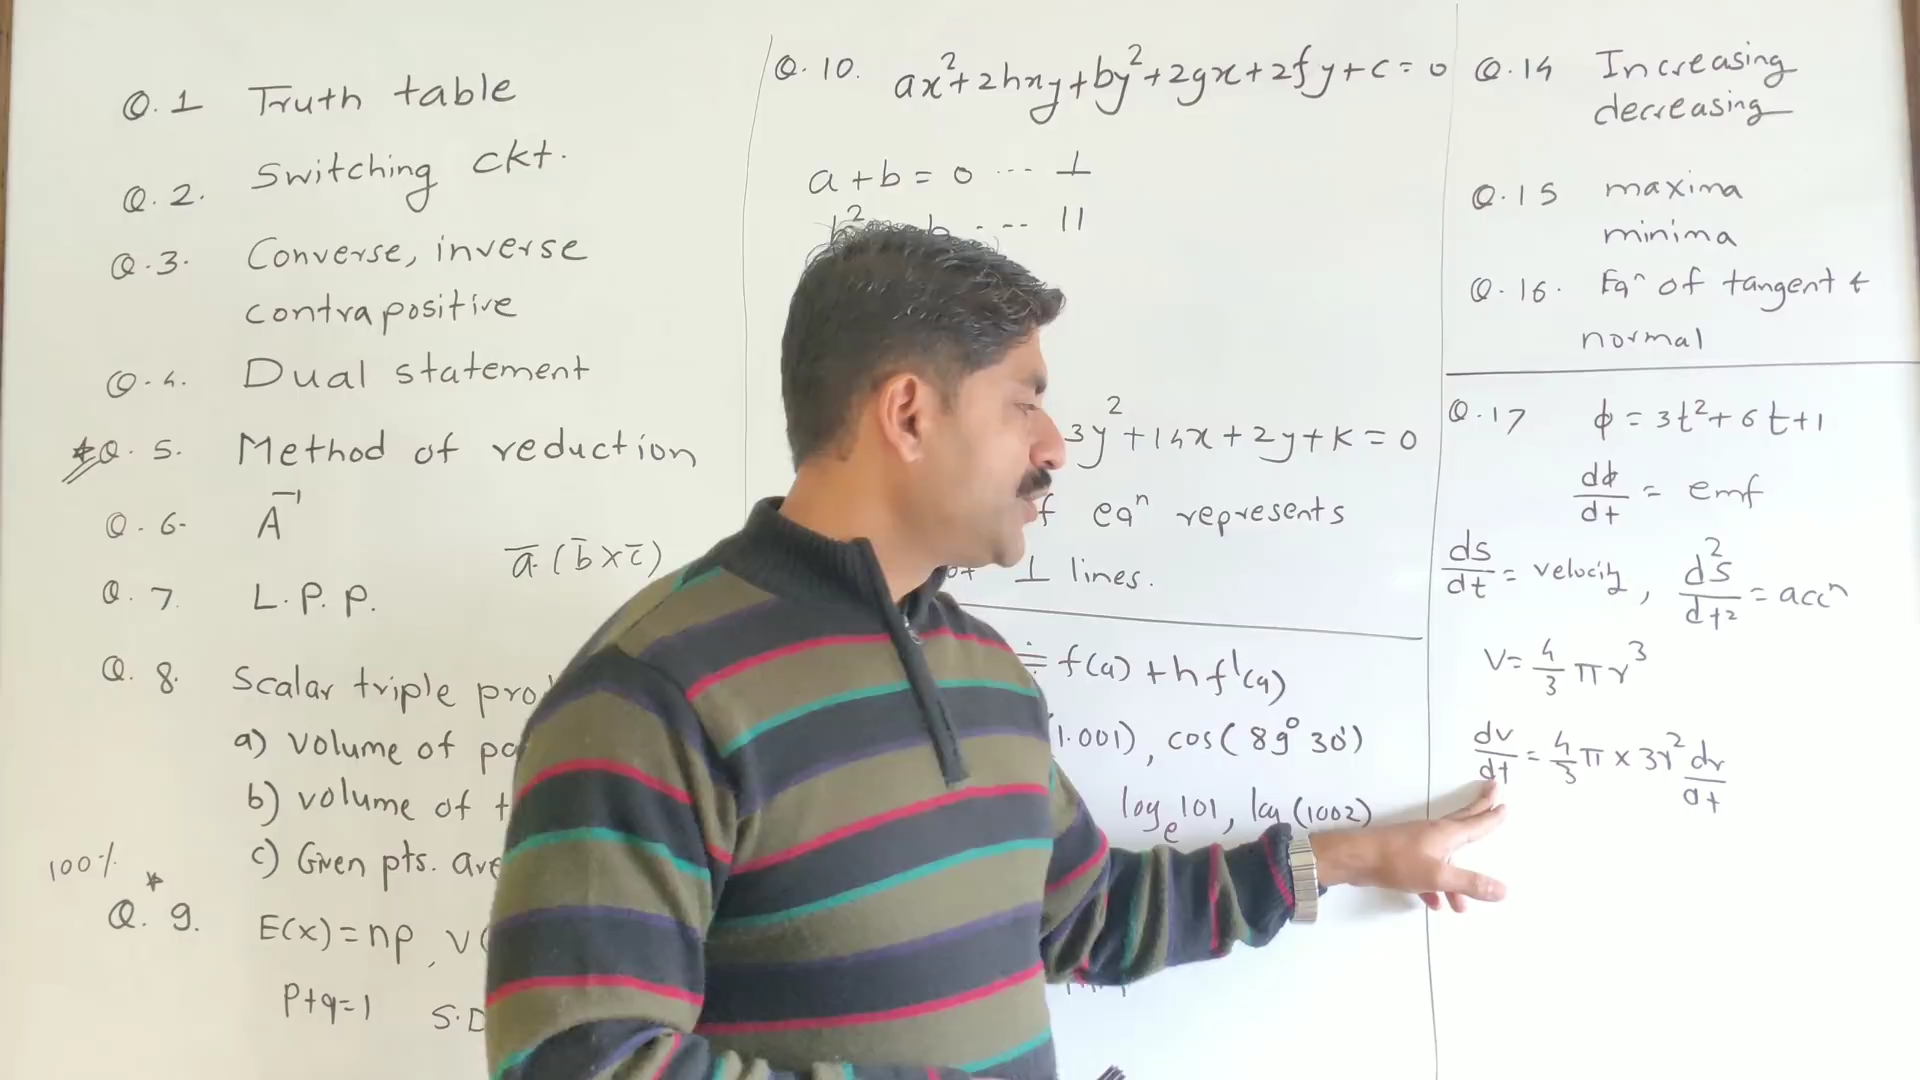 Q.1 Truth table
Q.2. Switching ckt.
Q.3. Converse, inverse
contrapositive
Q.4. Dual statement
*Q.5. Method of reduction
Q.6- A⁻¹
a̅.(b̅×c̅)
Q.7. L.P.P.
Q.8. Scalar triple
a) volume of
b) volume of
c) Given pts. are
100%
*
Q.9. E(x)=np, V(
p+q=1 S.D
Q.10. ax²+2hxy+by²+2gx+2fy+c=0
a+b=0 --- ⊥
--- ||
3y²+14x+2y+k=0
eqⁿ represents
⊥ lines.
≑ f(a)+hf'(a)
1.001), cos(89°30')
logₑ101, log(1002)
Q.14 Increasing
decreasing
Q.15 maxima
minima
Q.16. Eqⁿ of tangent &
normal
Q.17 ϕ=3t²+6t+1
dϕ/dt = emf
ds/dt = velocity, d²s/dt² = accⁿ
V=4/3 πr³
dv/dt=4/3π×3r² dr/dt